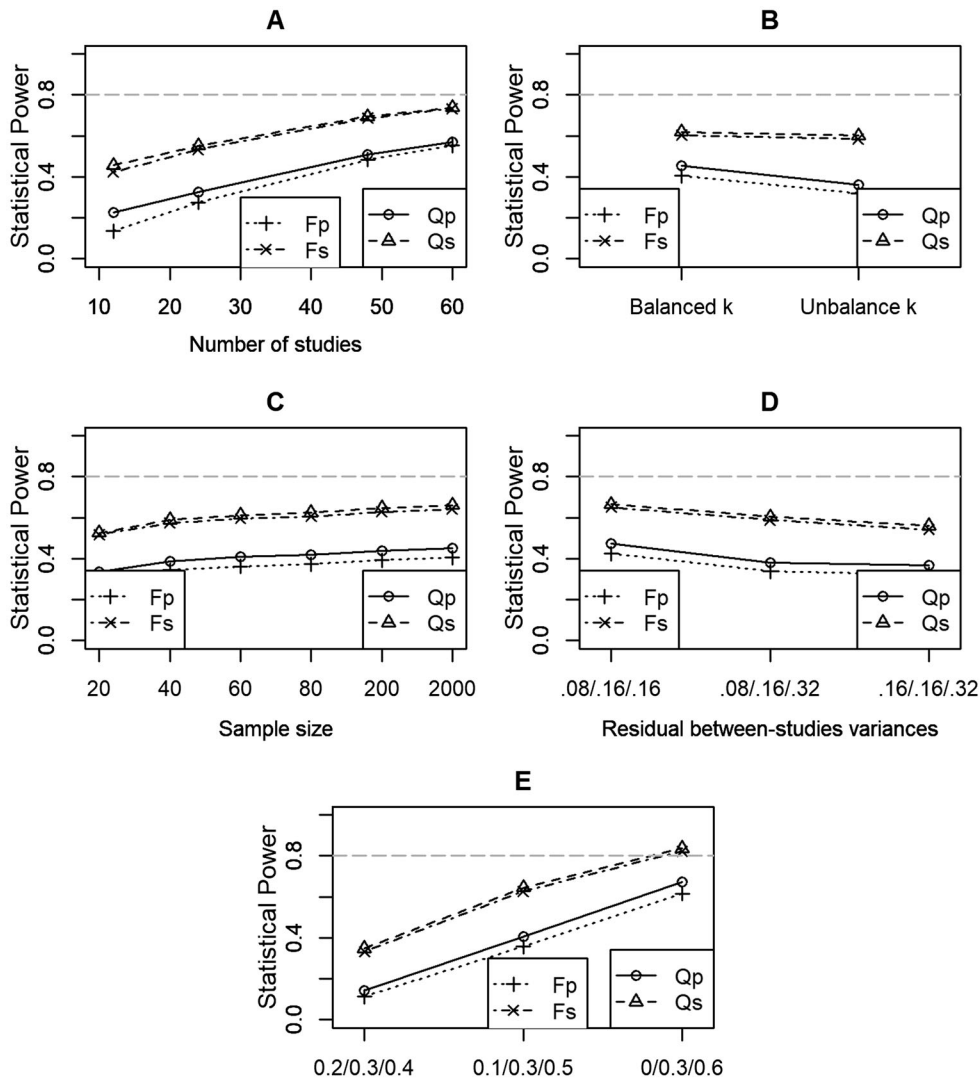 A
Statistical Power
0.0 0.4 0.8
Fp
Fs
Qp
Qs
10 20 30 40 50 60
Number of studies
B
Statistical Power
0.0 0.4 0.8
Fp
Fs
Qp
Qs
Balanced k Unbalance k
C
Statistical Power
0.0 0.4 0.8
Fp
Fs
Qp
Qs
20 40 60 80 200 2000
Sample size
D
Statistical Power
0.0 0.4 0.8
Fp
Fs
Qp
Qs
.08/.16/.16 .08/.16/.32 .16/.16/.32
Residual between-studies variances
E
Statistical Power
0.0 0.4 0.8
Fp
Fs
Qp
Qs
0.2/0.3/0.4 0.1/0.3/0.5 0/0.3/0.6